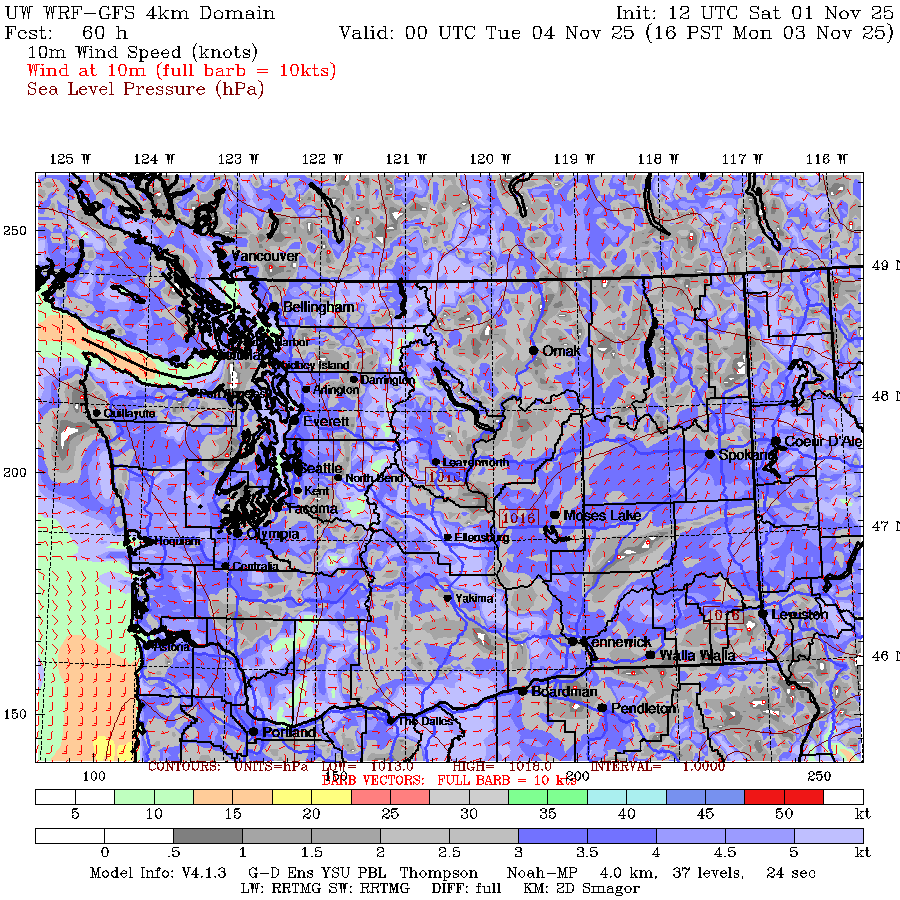 UW WRF-GFS 4km Domain Init: 12 UTC Sat 01 Nov 25
Fcst: 60 h Valid: 00 UTC Tue 04 Nov 25 (16 PST Mon 03 Nov 25)
10m Wind Speed (knots)
Wind at 10m (full barb = 10kts)
Sea Level Pressure (hPa)
125 W 124 W 123 W 122 W 121 W 120 W 119 W 118 W 117 W 116 W
250
Vancouver
49 N
Bellingham
Omak
Whidbey Island
Darrington
Arlington
48 N
Quillayute
Everett
Coeur D'Alene
Spokane
Leavenworth
200
Seattle
North Bend
1016
Kent
Tacoma
1016
Moses Lake
47 N
Olympia
Hoquiam
Ellensburg
Centralia
Yakima
1016
Lewiston
Kennewick
Astoria
Walla Walla
46 N
Boardman
150
Pendleton
The Dalles
Portland
CONTOURS: UNITS=hPa LOW= 1013.0 HIGH= 1018.0 INTERVAL= 1.0000
100 150 200 250
BARB VECTORS: FULL BARB = 10 kts
5 10 15 20 25 30 35 40 45 50 kt
0 .5 1 1.5 2 2.5 3 3.5 4 4.5 5 kt
Model Info: V4.1.3 G-D Ens YSU PBL Thompson Noah-MP 4.0 km, 37 levels, 24 sec
LW: RRTMG SW: RRTMG DIFF: full KM: 2D Smagor